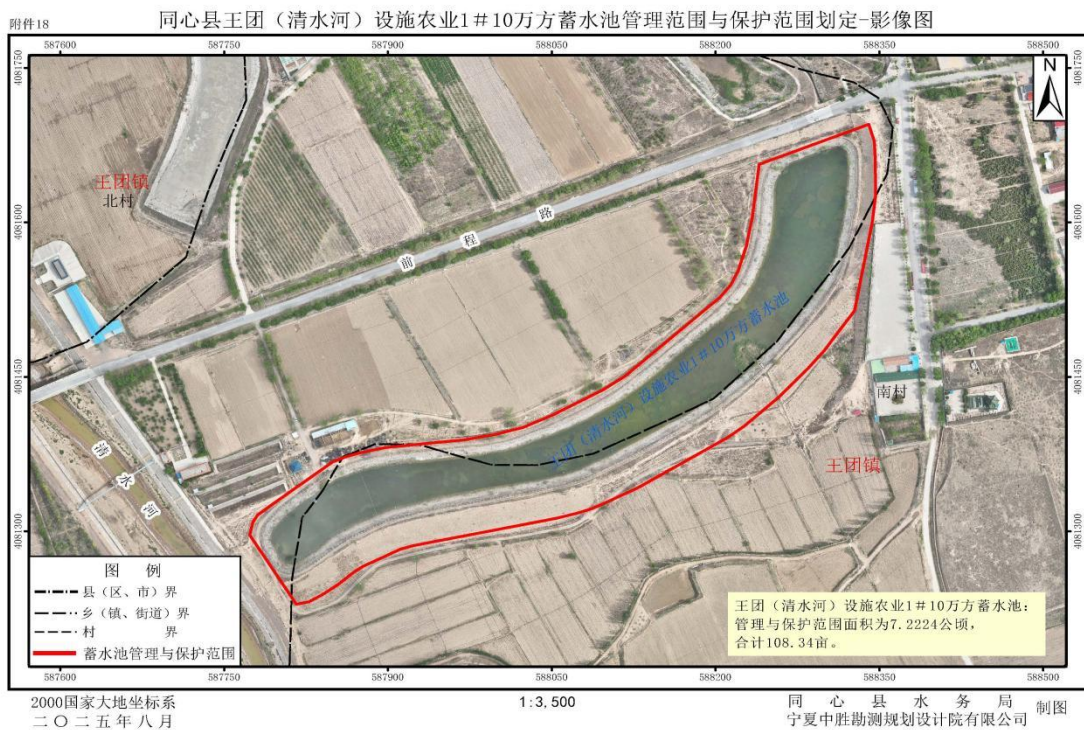 附件18
同心县王团（清水河）设施农业1＃10万方蓄水池管理范围与保护范围划定-影像图
587600 587750 587900 588050 588200 588350 588500
4081750 4081750
N
王团镇
北村
4081600 4081600
前程路
王团（清水河）设施农业1＃10万方蓄水池
4081450 4081450
南村
清水河
王团镇
4081300 4081300
图 例
县（区、市）界
乡（镇、街道）界
村 界
蓄水池管理与保护范围
王团（清水河）设施农业1＃10万方蓄水池：
管理与保护范围面积为7.2224公顷，
合计108.34亩。
587600 587750 587900 588050 588200 588350 588500
2000国家大地坐标系
二〇二五年八月
1:3,500
同心县水务局
宁夏中胜勘测规划设计院有限公司
制图